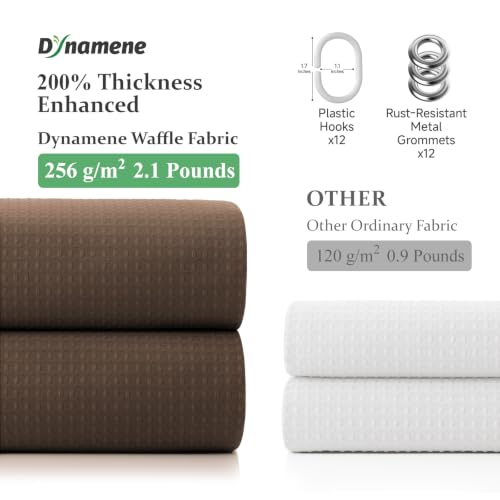 Dynamene
200% Thickness
Enhanced
Dynamene Waffle Fabric
256 g/m² 2.1 Pounds
1.7
Inches
1.1
Inches
Plastic
Hooks
x12
Rust-Resistant
Metal
Grommets
x12
OTHER
Other Ordinary Fabric
120 g/m² 0.9 Pounds